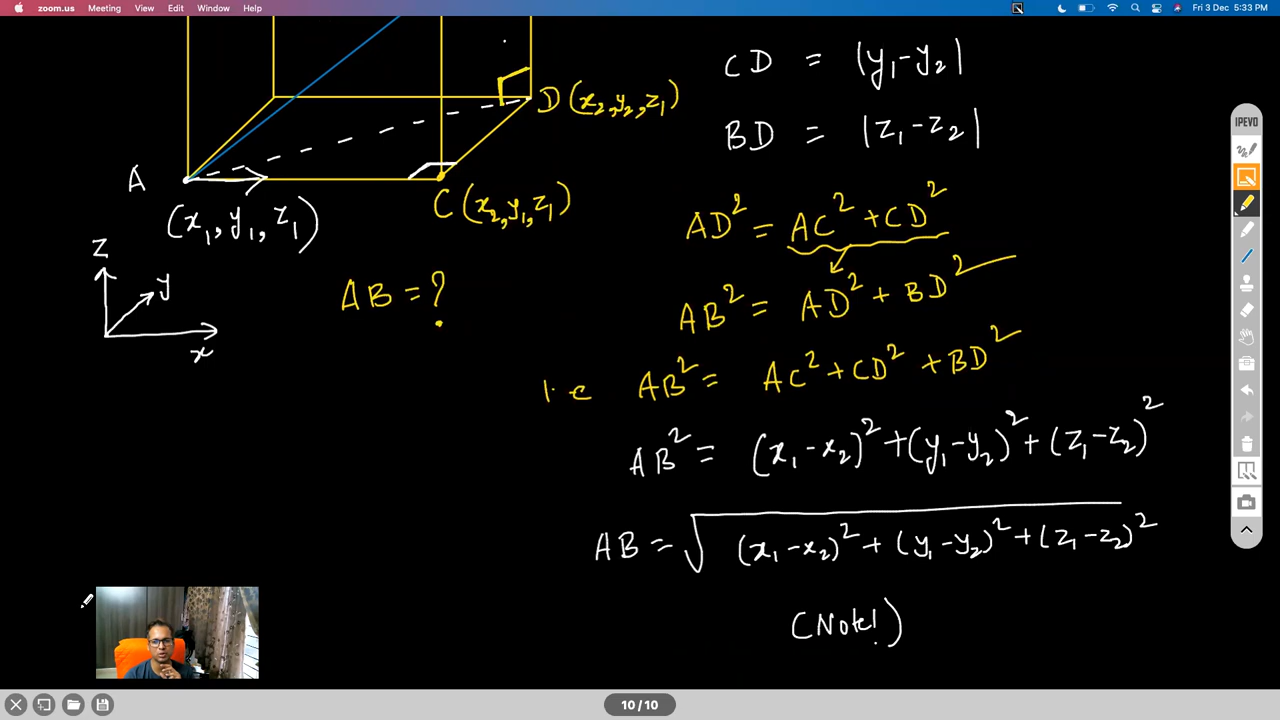 zoom.us Meeting View Edit Window Help Fri 3 Dec 5:33 PM
CD = |y₁-y₂|
D (x₂,y₂,z₁)
BD = |z₁-z₂|
IPEVO
A
C (x₂,y₁,z₁)
(x₁,y₁,z₁)
AD² = AC²+CD²
z
y
x
AB = ?
AB² = AD²+BD²
i.e AB² = AC²+CD²+BD²
AB² = (x₁-x₂)²+(y₁-y₂)²+(z₁-z₂)²
AB = √(x₁-x₂)²+(y₁-y₂)²+(z₁-z₂)²
(Note!)
10/10